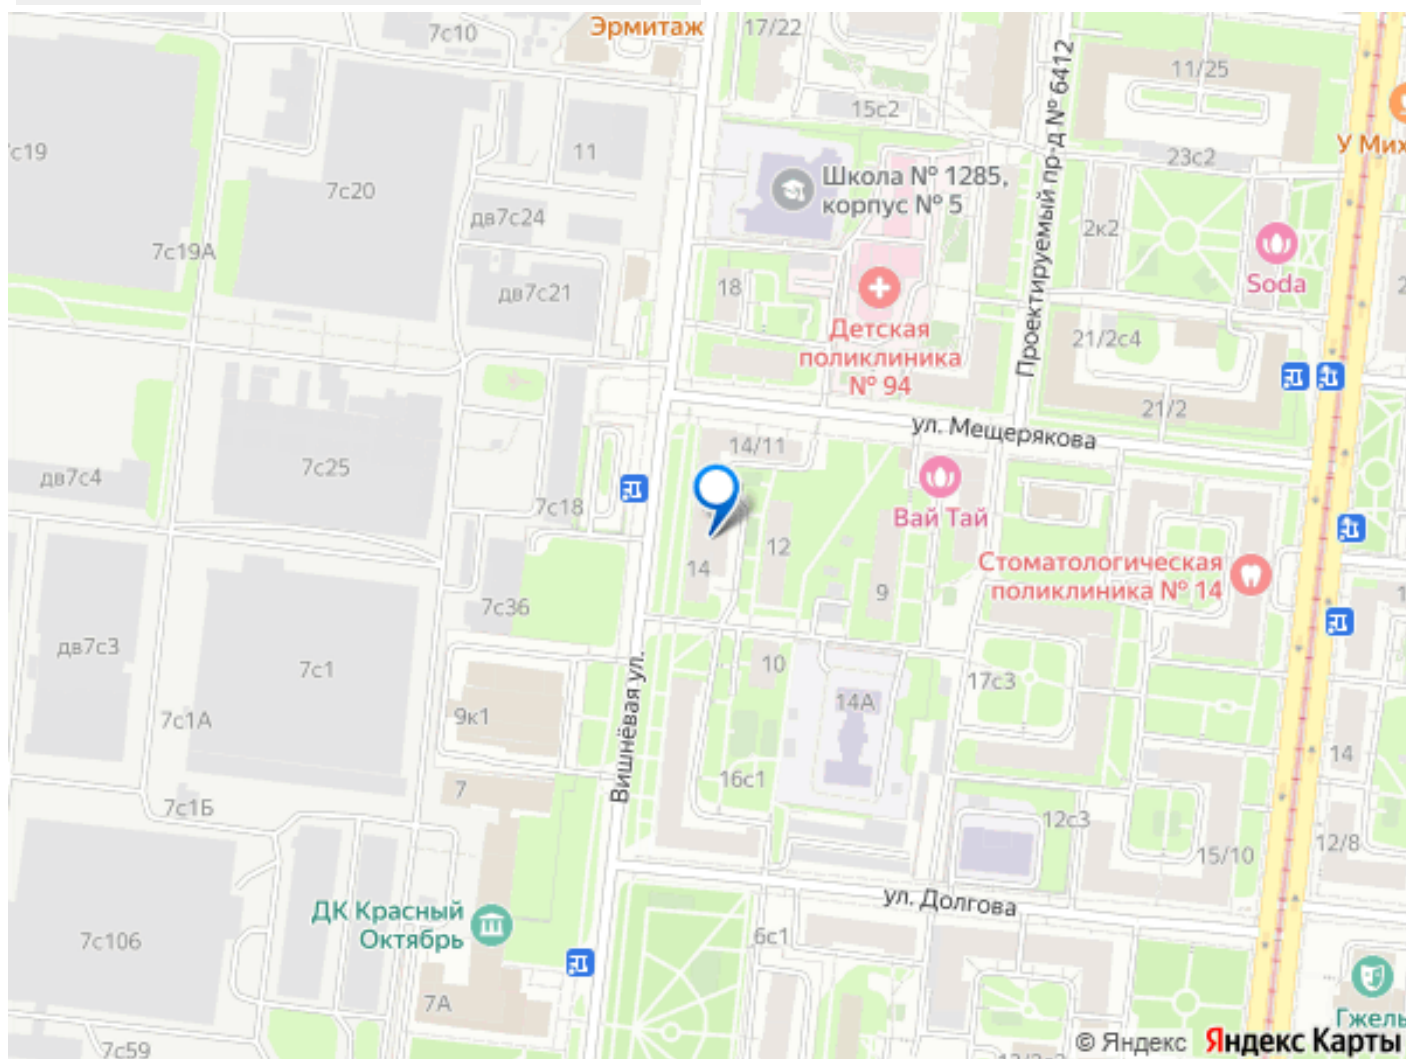 7с10
Эрмитаж
17/22
11/25
15с2
У Мих
7с19
7с20
11
Школа № 1285,
корпус № 5
Проектируемый пр-д № 6412
23с2
дв7с24
2к2
7с19А
дв7с21
18
Soda
Детская
поликлиника
№ 94
21/2с4
21/2
ул. Мещерякова
14/11
7с25
дв7с4
7с18
Вай Тай
12
14
9
Стоматологическая
поликлиника № 14
7с36
дв7с3
7с1
10
17с3
14А
7с1А
9к1
Вишнёвая ул.
14
16с1
7
7с1Б
12с3
15/10
12/8
ул. Долгова
ДК Красный
Октябрь
7с106
6с1
7А
Гжель
7с59
© Яндекс
Яндекс Карты